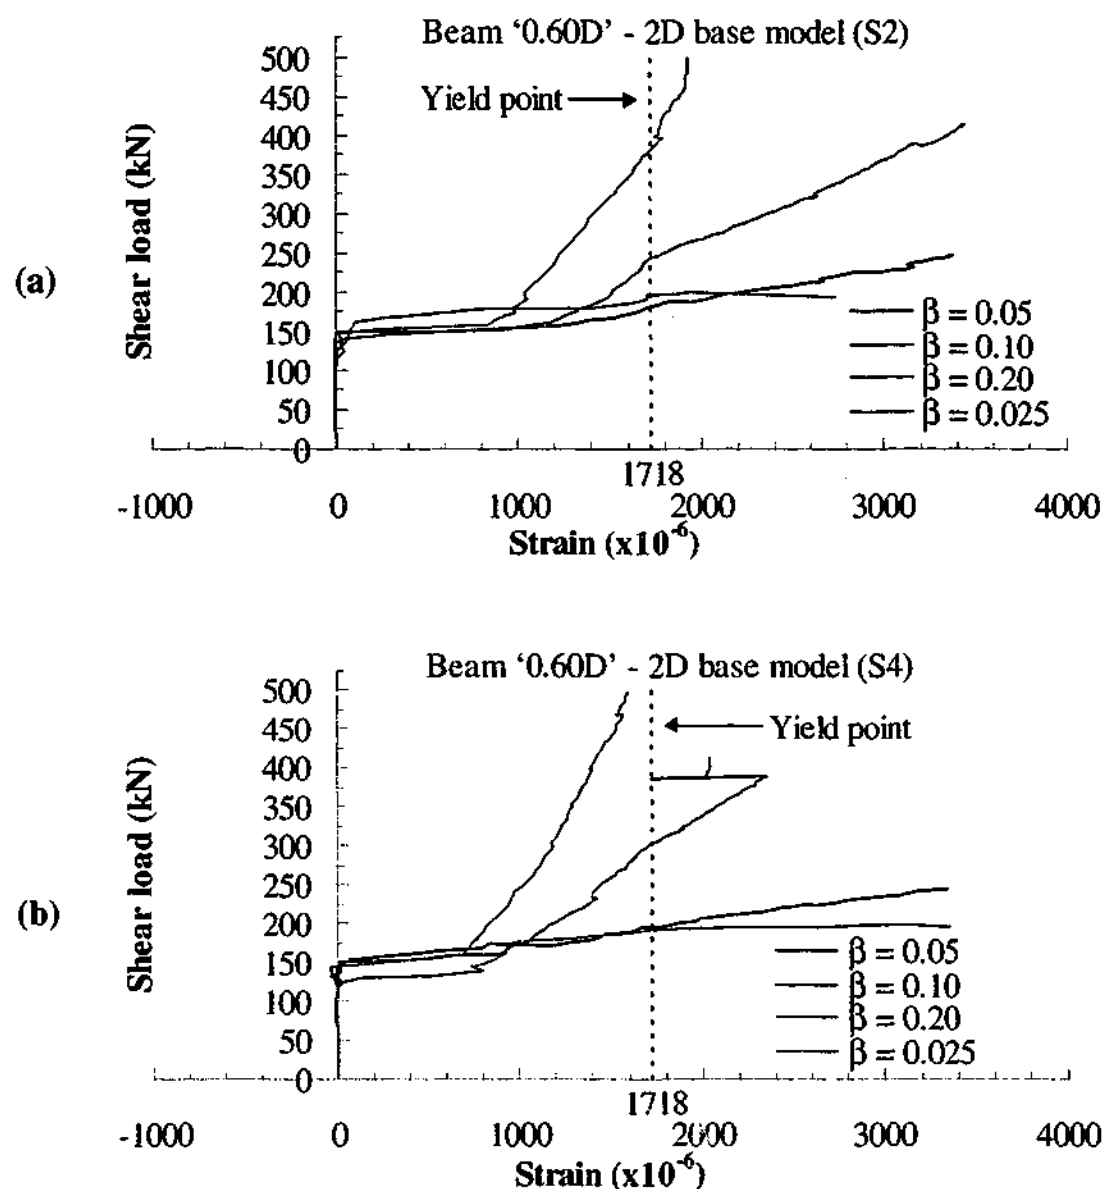 Beam ‘0.60D’ - 2D base model (S2)
Yield point
(a)
Shear load (kN)
500
450
400
350
300
250
200
150
100
50
0
β = 0.05
β = 0.10
β = 0.20
β = 0.025
1718
-1000 0 1000 2000 3000 4000
Strain (x10⁻⁶)
Beam ‘0.60D’ - 2D base model (S4)
Yield point
(b)
Shear load (kN)
500
450
400
350
300
250
200
150
100
50
0
β = 0.05
β = 0.10
β = 0.20
β = 0.025
1718
-1000 0 1000 2000 3000 4000
Strain (x10⁻⁶)